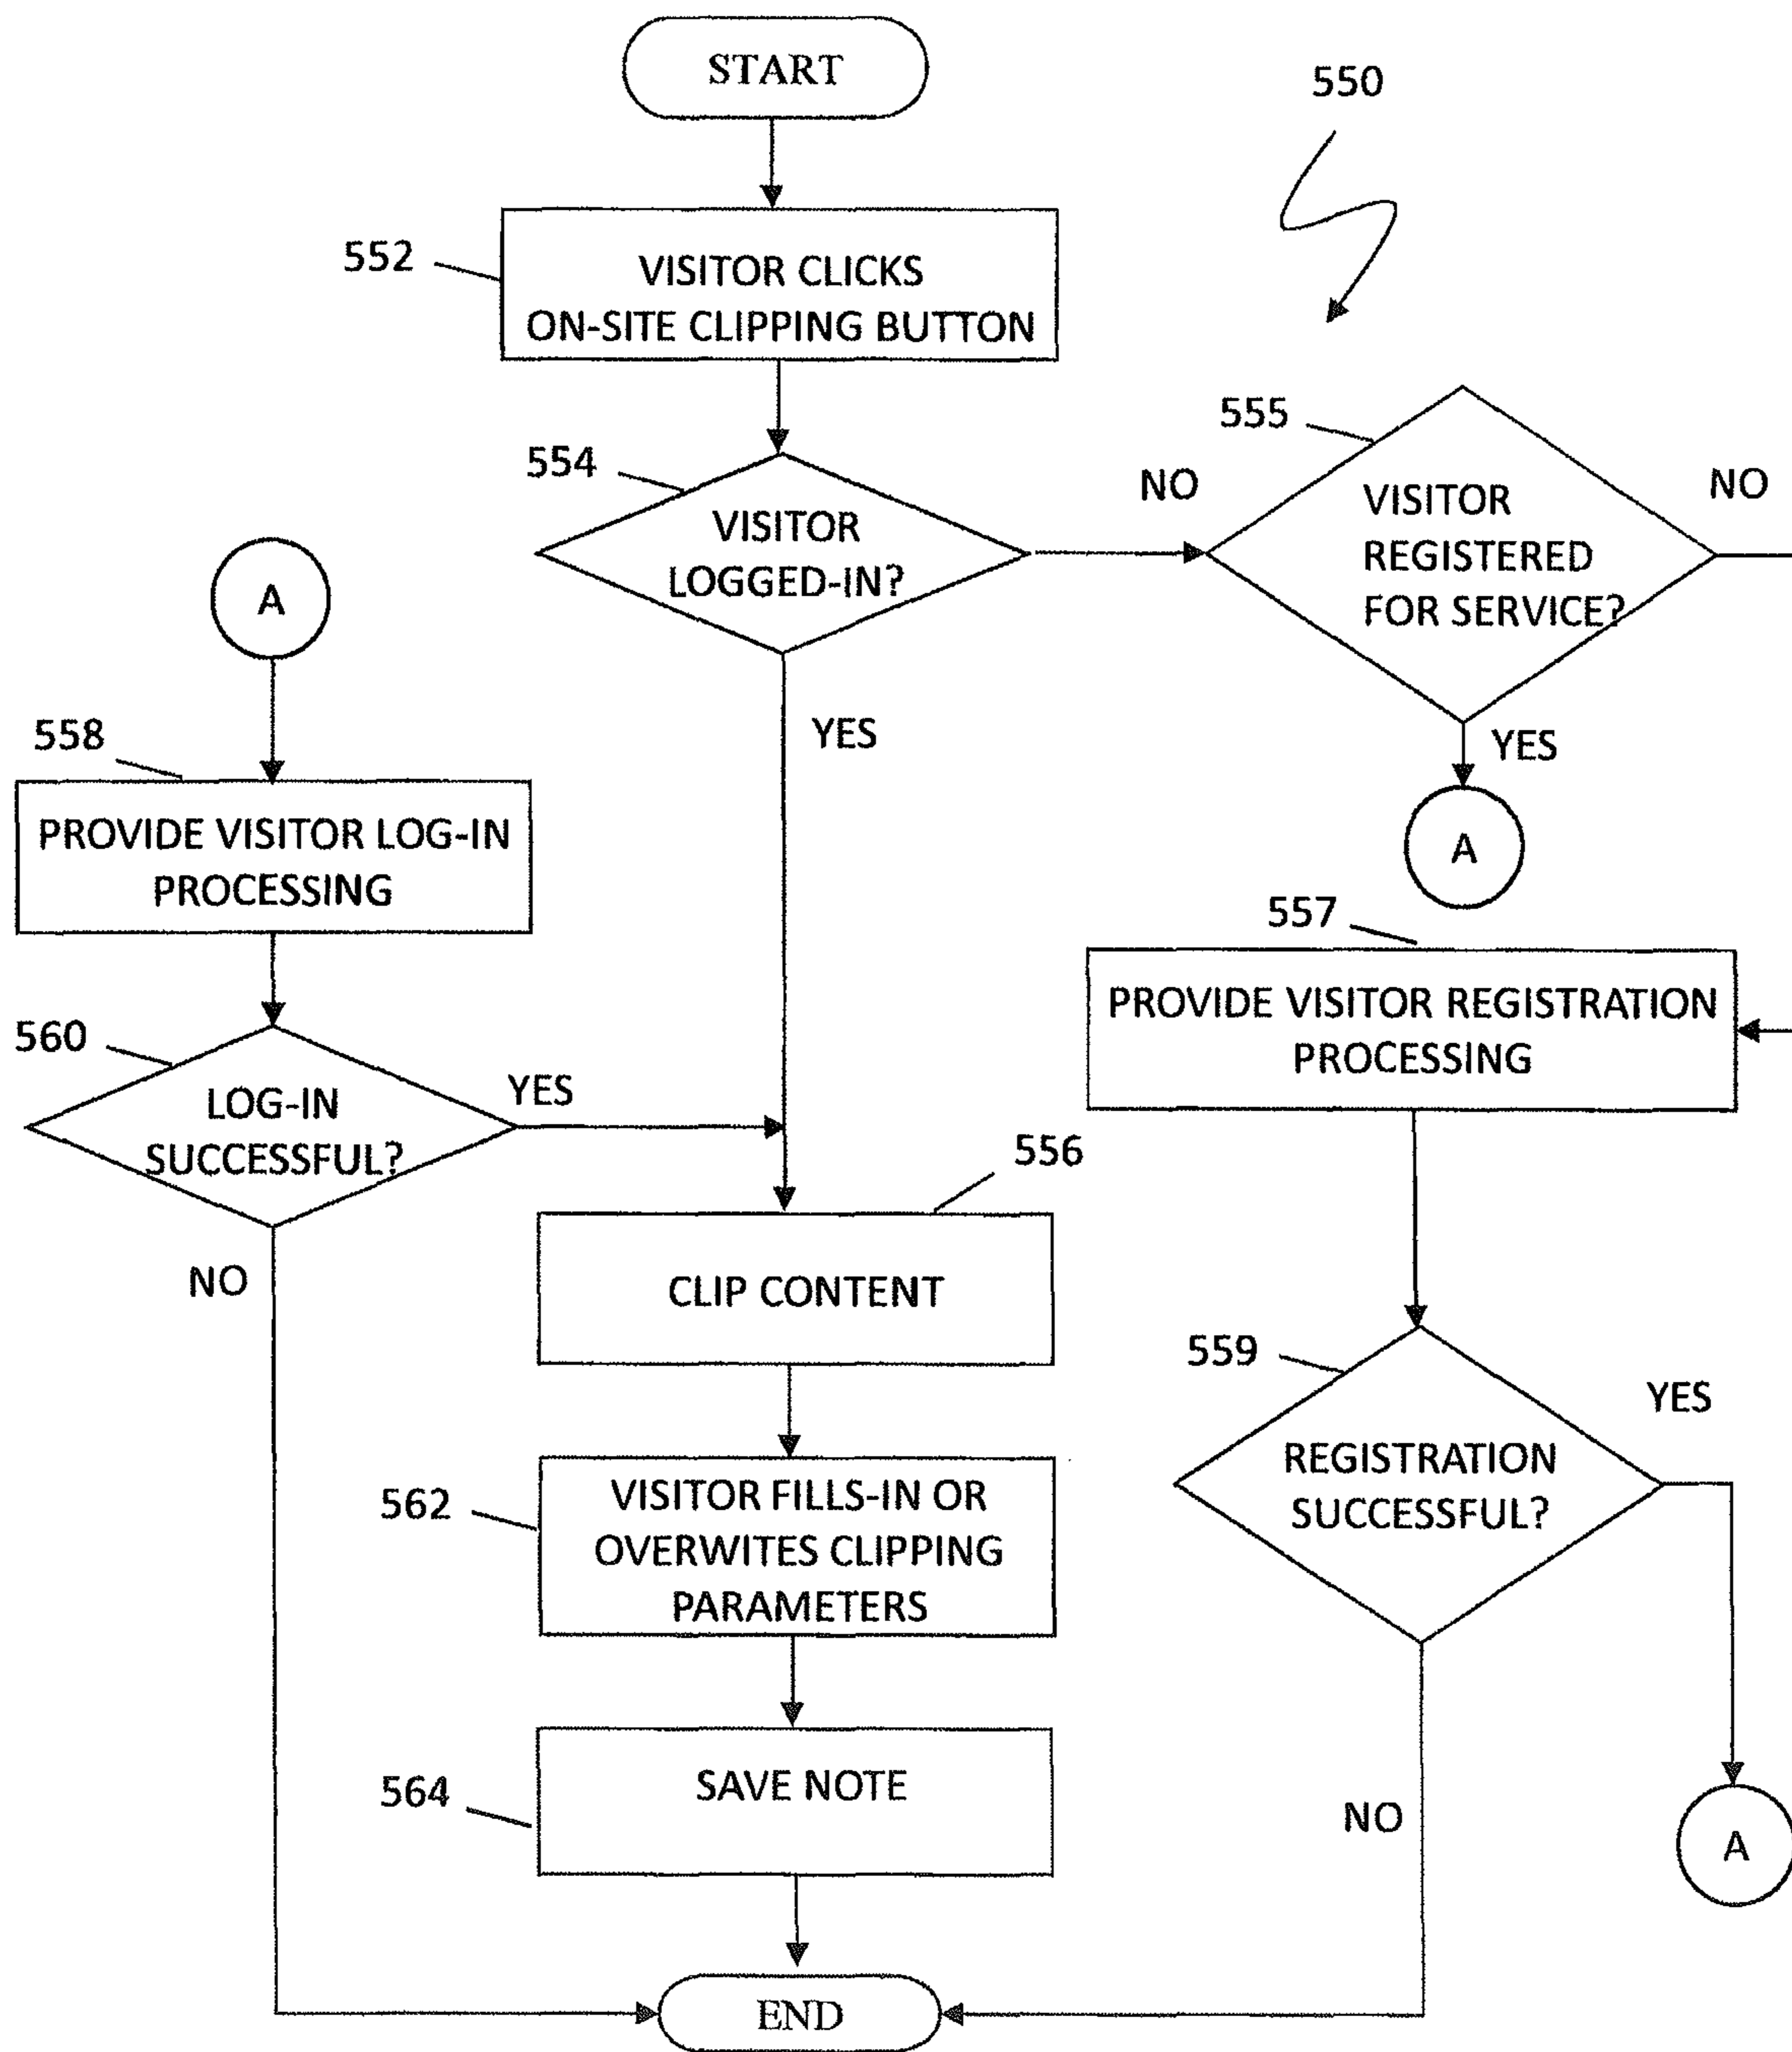 START
550
552
VISITOR CLICKS
ON-SITE CLIPPING BUTTON
555
554
NO
NO
VISITOR
LOGGED-IN?
VISITOR
REGISTERED
FOR SERVICE?
A
YES
YES
558
PROVIDE VISITOR LOG-IN
PROCESSING
A
557
PROVIDE VISITOR REGISTRATION
PROCESSING
560
LOG-IN
SUCCESSFUL?
YES
556
NO
CLIP CONTENT
559
YES
REGISTRATION
SUCCESSFUL?
562
VISITOR FILLS-IN OR
OVERWITES CLIPPING
PARAMETERS
564
SAVE NOTE
NO
A
END